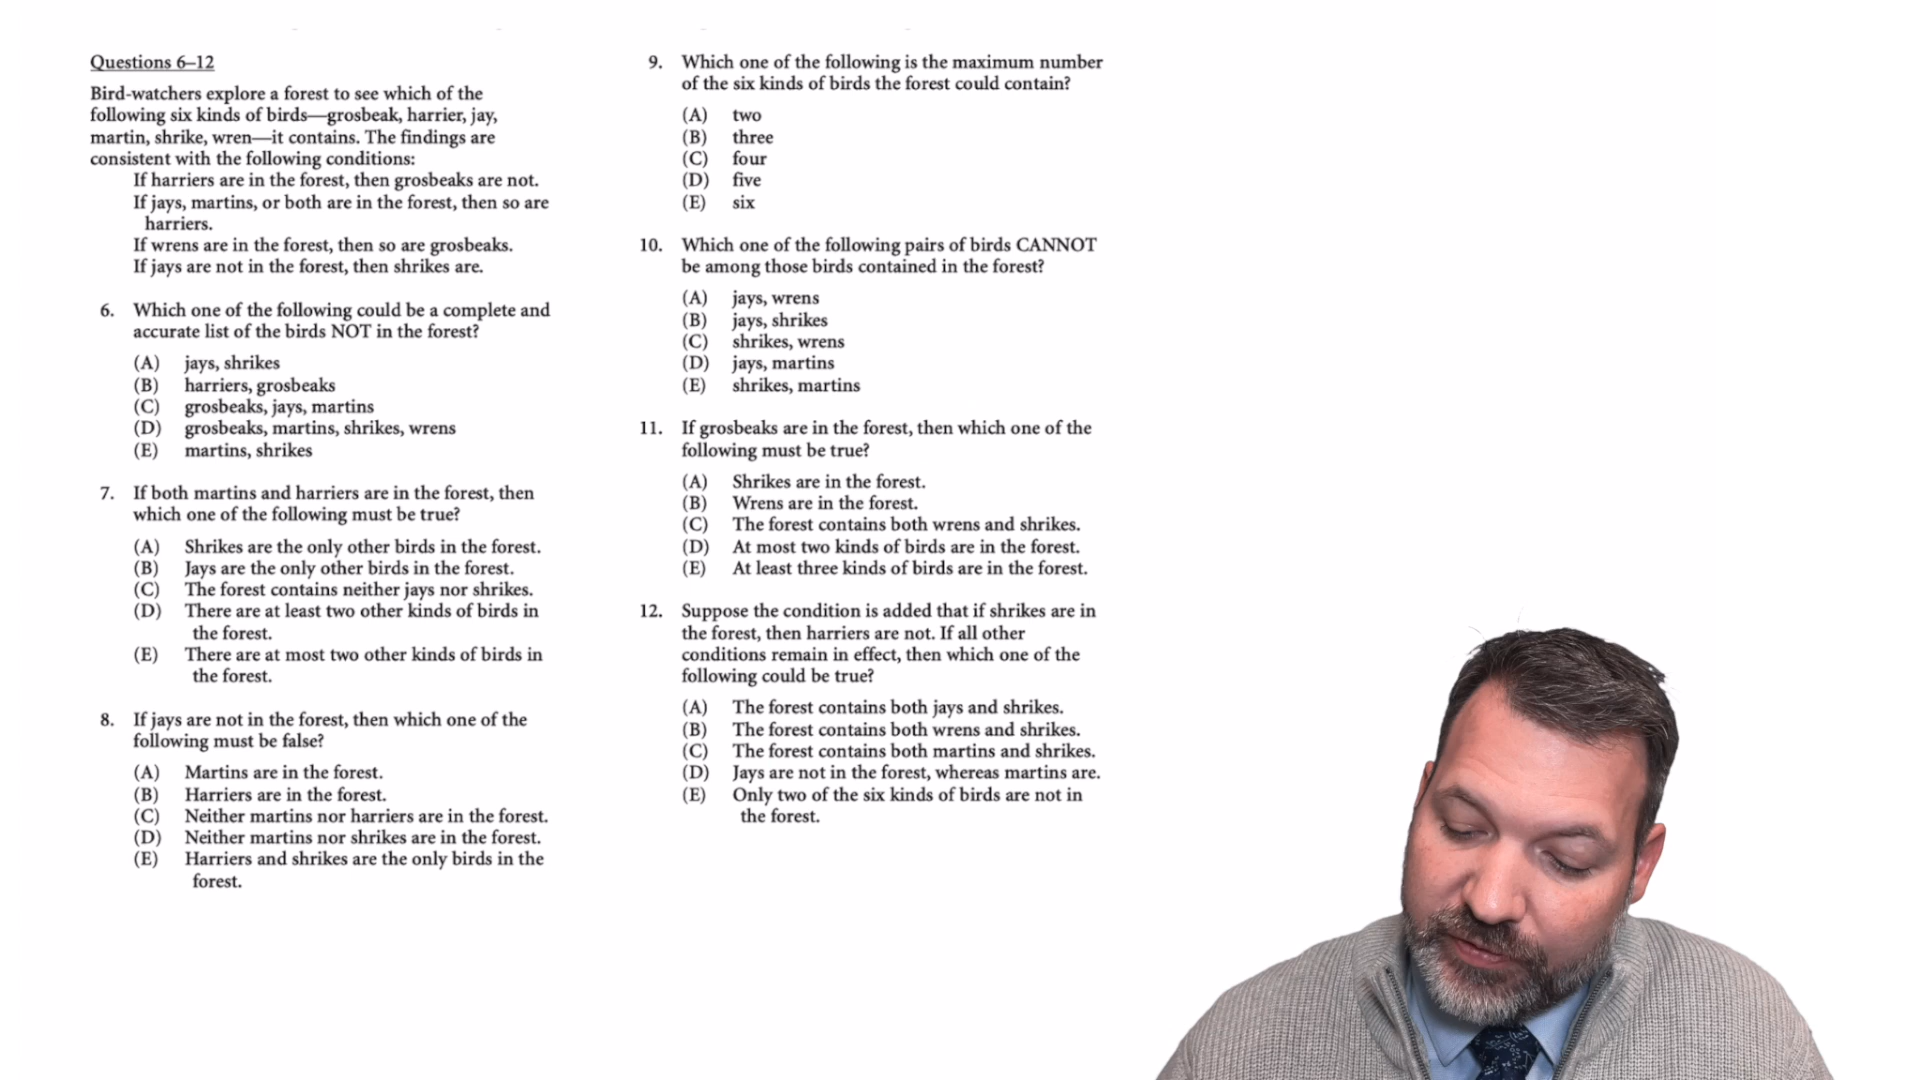 Questions 6–12
Bird-watchers explore a forest to see which of the
following six kinds of birds—grosbeak, harrier, jay,
martin, shrike, wren—it contains. The findings are
consistent with the following conditions:
If harriers are in the forest, then grosbeaks are not.
If jays, martins, or both are in the forest, then so are
harriers.
If wrens are in the forest, then so are grosbeaks.
If jays are not in the forest, then shrikes are.
6. Which one of the following could be a complete and
accurate list of the birds NOT in the forest?
(A) jays, shrikes
(B) harriers, grosbeaks
(C) grosbeaks, jays, martins
(D) grosbeaks, martins, shrikes, wrens
(E) martins, shrikes
7. If both martins and harriers are in the forest, then
which one of the following must be true?
(A) Shrikes are the only other birds in the forest.
(B) Jays are the only other birds in the forest.
(C) The forest contains neither jays nor shrikes.
(D) There are at least two other kinds of birds in
the forest.
(E) There are at most two other kinds of birds in
the forest.
8. If jays are not in the forest, then which one of the
following must be false?
(A) Martins are in the forest.
(B) Harriers are in the forest.
(C) Neither martins nor harriers are in the forest.
(D) Neither martins nor shrikes are in the forest.
(E) Harriers and shrikes are the only birds in the
forest.
9. Which one of the following is the maximum number
of the six kinds of birds the forest could contain?
(A) two
(B) three
(C) four
(D) five
(E) six
10. Which one of the following pairs of birds CANNOT
be among those birds contained in the forest?
(A) jays, wrens
(B) jays, shrikes
(C) shrikes, wrens
(D) jays, martins
(E) shrikes, martins
11. If grosbeaks are in the forest, then which one of the
following must be true?
(A) Shrikes are in the forest.
(B) Wrens are in the forest.
(C) The forest contains both wrens and shrikes.
(D) At most two kinds of birds are in the forest.
(E) At least three kinds of birds are in the forest.
12. Suppose the condition is added that if shrikes are in
the forest, then harriers are not. If all other
conditions remain in effect, then which one of the
following could be true?
(A) The forest contains both jays and shrikes.
(B) The forest contains both wrens and shrikes.
(C) The forest contains both martins and shrikes.
(D) Jays are not in the forest, whereas martins are.
(E) Only two of the six kinds of birds are not in
the forest.